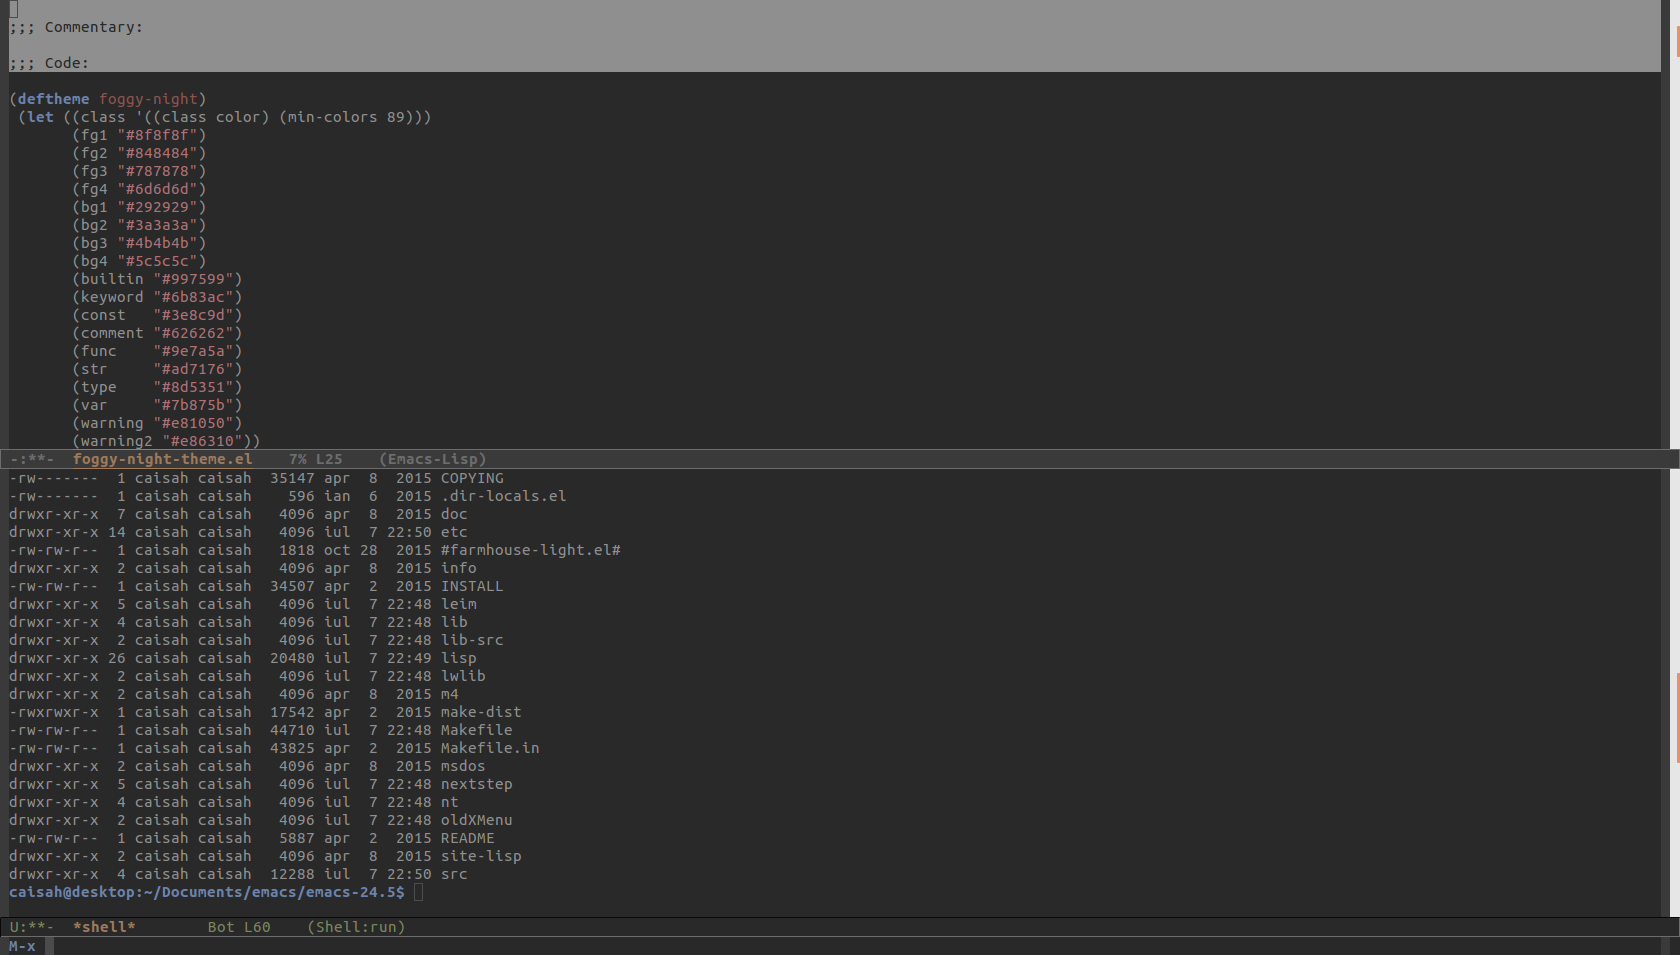 ;;; Commentary:
;;; Code:
(deftheme foggy-night)
(let ((class '((class color) (min-colors 89)))
(fg1 "#8f8f8f")
(fg2 "#848484")
(fg3 "#787878")
(fg4 "#6d6d6d")
(bg1 "#292929")
(bg2 "#3a3a3a")
(bg3 "#4b4b4b")
(bg4 "#5c5c5c")
(builtin "#997599")
(keyword "#6b83ac")
(const   "#3e8c9d")
(comment "#626262")
(func    "#9e7a5a")
(str     "#ad7176")
(type    "#8d5351")
(var     "#7b875b")
(warning "#e81050")
(warning2 "#e86310"))
-:**-  foggy-night-theme.el    7% L25    (Emacs-Lisp)
-rw-------  1 caisah caisah  35147 apr  8  2015 COPYING
-rw-------  1 caisah caisah    596 ian  6  2015 .dir-locals.el
drwxr-xr-x  7 caisah caisah   4096 apr  8  2015 doc
drwxr-xr-x 14 caisah caisah   4096 iul  7 22:50 etc
-rw-rw-r--  1 caisah caisah   1818 oct 28  2015 #farmhouse-light.el#
drwxr-xr-x  2 caisah caisah   4096 apr  8  2015 info
-rw-rw-r--  1 caisah caisah  34507 apr  2  2015 INSTALL
drwxr-xr-x  5 caisah caisah   4096 iul  7 22:48 leim
drwxr-xr-x  4 caisah caisah   4096 iul  7 22:48 lib
drwxr-xr-x  2 caisah caisah   4096 iul  7 22:48 lib-src
drwxr-xr-x 26 caisah caisah  20480 iul  7 22:49 lisp
drwxr-xr-x  2 caisah caisah   4096 iul  7 22:48 lwlib
drwxr-xr-x  2 caisah caisah   4096 apr  8  2015 m4
-rwxrwxr-x  1 caisah caisah  17542 apr  2  2015 make-dist
-rw-rw-r--  1 caisah caisah  44710 iul  7 22:48 Makefile
-rw-rw-r--  1 caisah caisah  43825 apr  2  2015 Makefile.in
drwxr-xr-x  2 caisah caisah   4096 apr  8  2015 msdos
drwxr-xr-x  5 caisah caisah   4096 iul  7 22:48 nextstep
drwxr-xr-x  4 caisah caisah   4096 iul  7 22:48 nt
drwxr-xr-x  2 caisah caisah   4096 iul  7 22:48 oldXMenu
-rw-rw-r--  1 caisah caisah   5887 apr  2  2015 README
drwxr-xr-x  2 caisah caisah   4096 apr  8  2015 site-lisp
drwxr-xr-x  4 caisah caisah  12288 iul  7 22:50 src
caisah@desktop:~/Documents/emacs/emacs-24.5$
U:**-  *shell*        Bot L60    (Shell:run)
M-x